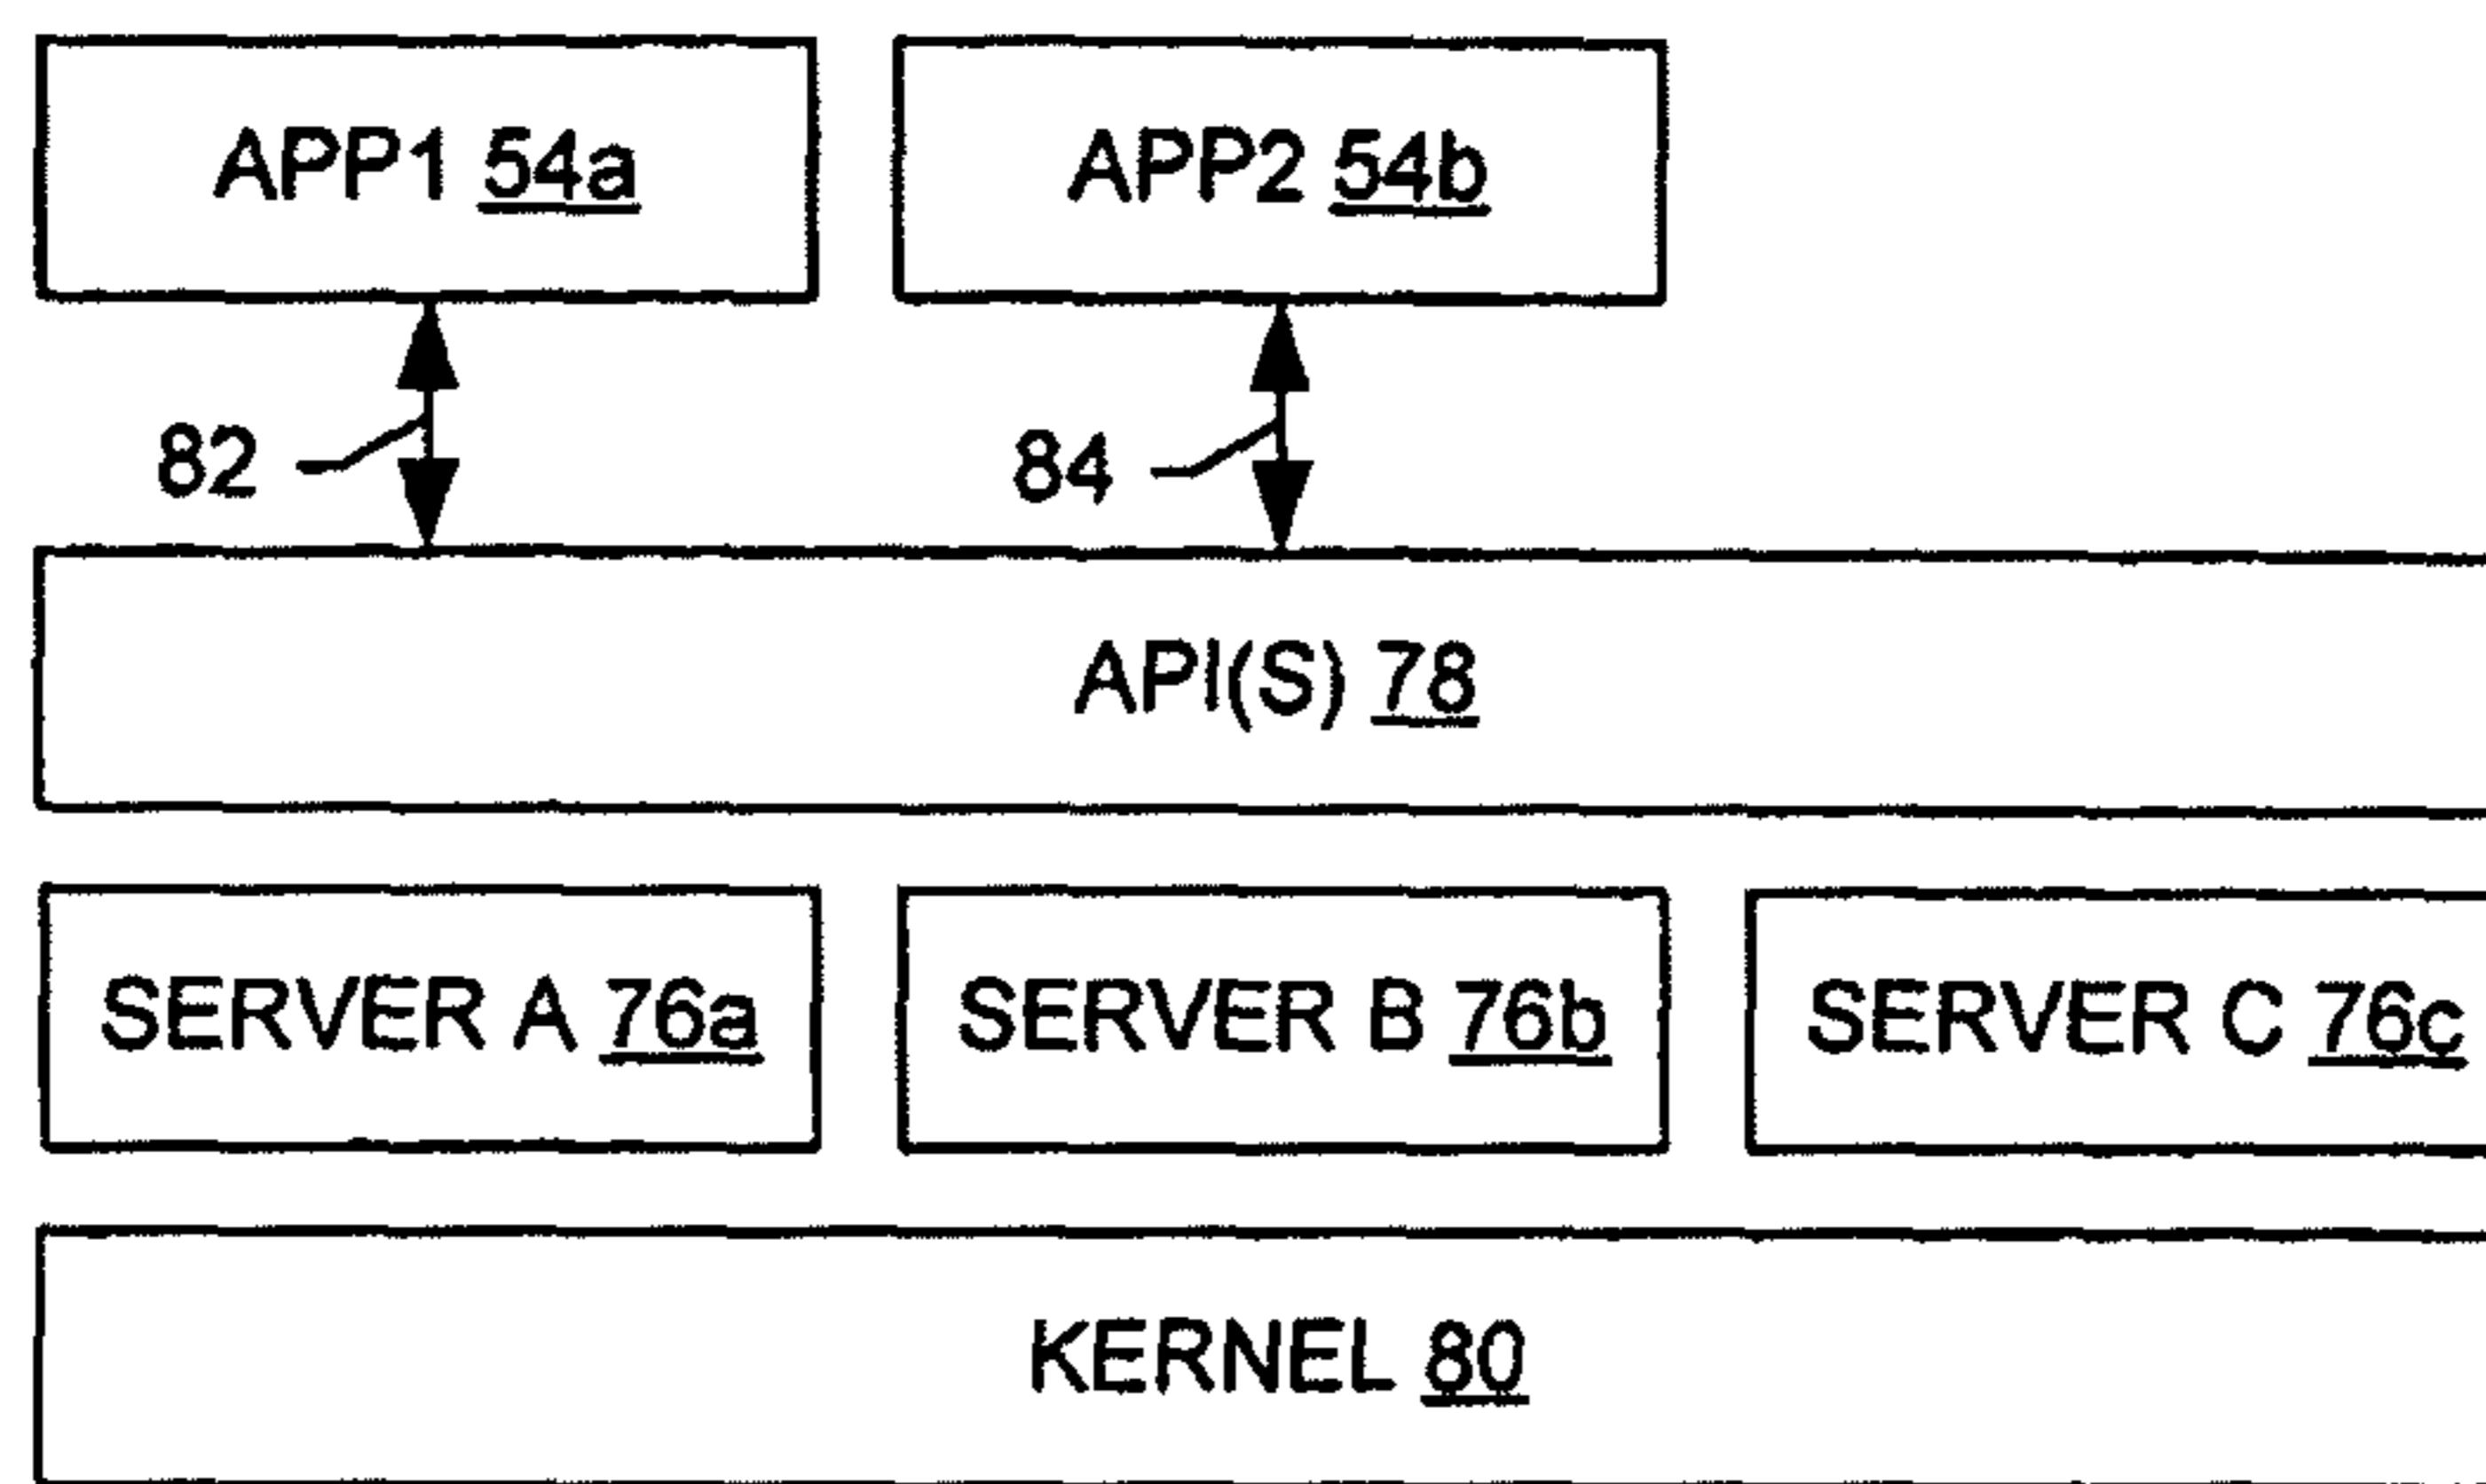 APP1 54a APP2 54b
82 84
API(S) 78
SERVER A 76a SERVER B 76b SERVER C 76c
KERNEL 80